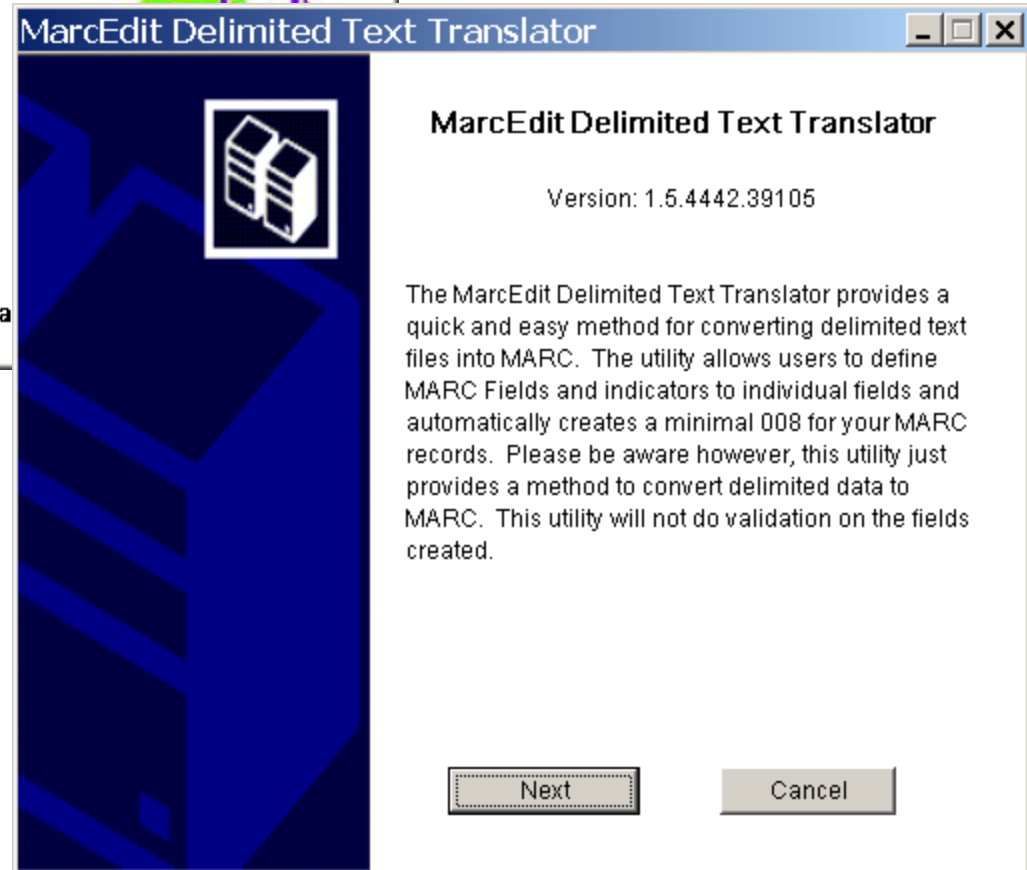 MarcEdit Delimited Text Translator
MarcEdit Delimited Text Translator
Version: 1.5.4442.39105
a
The MarcEdit Delimited Text Translator provides a
quick and easy method for converting delimited text
files into MARC.  The utility allows users to define
MARC Fields and indicators to individual fields and
automatically creates a minimal 008 for your MARC
records.  Please be aware however, this utility just
provides a method to convert delimited data to
MARC.  This utility will not do validation on the fields
created.
Next
Cancel